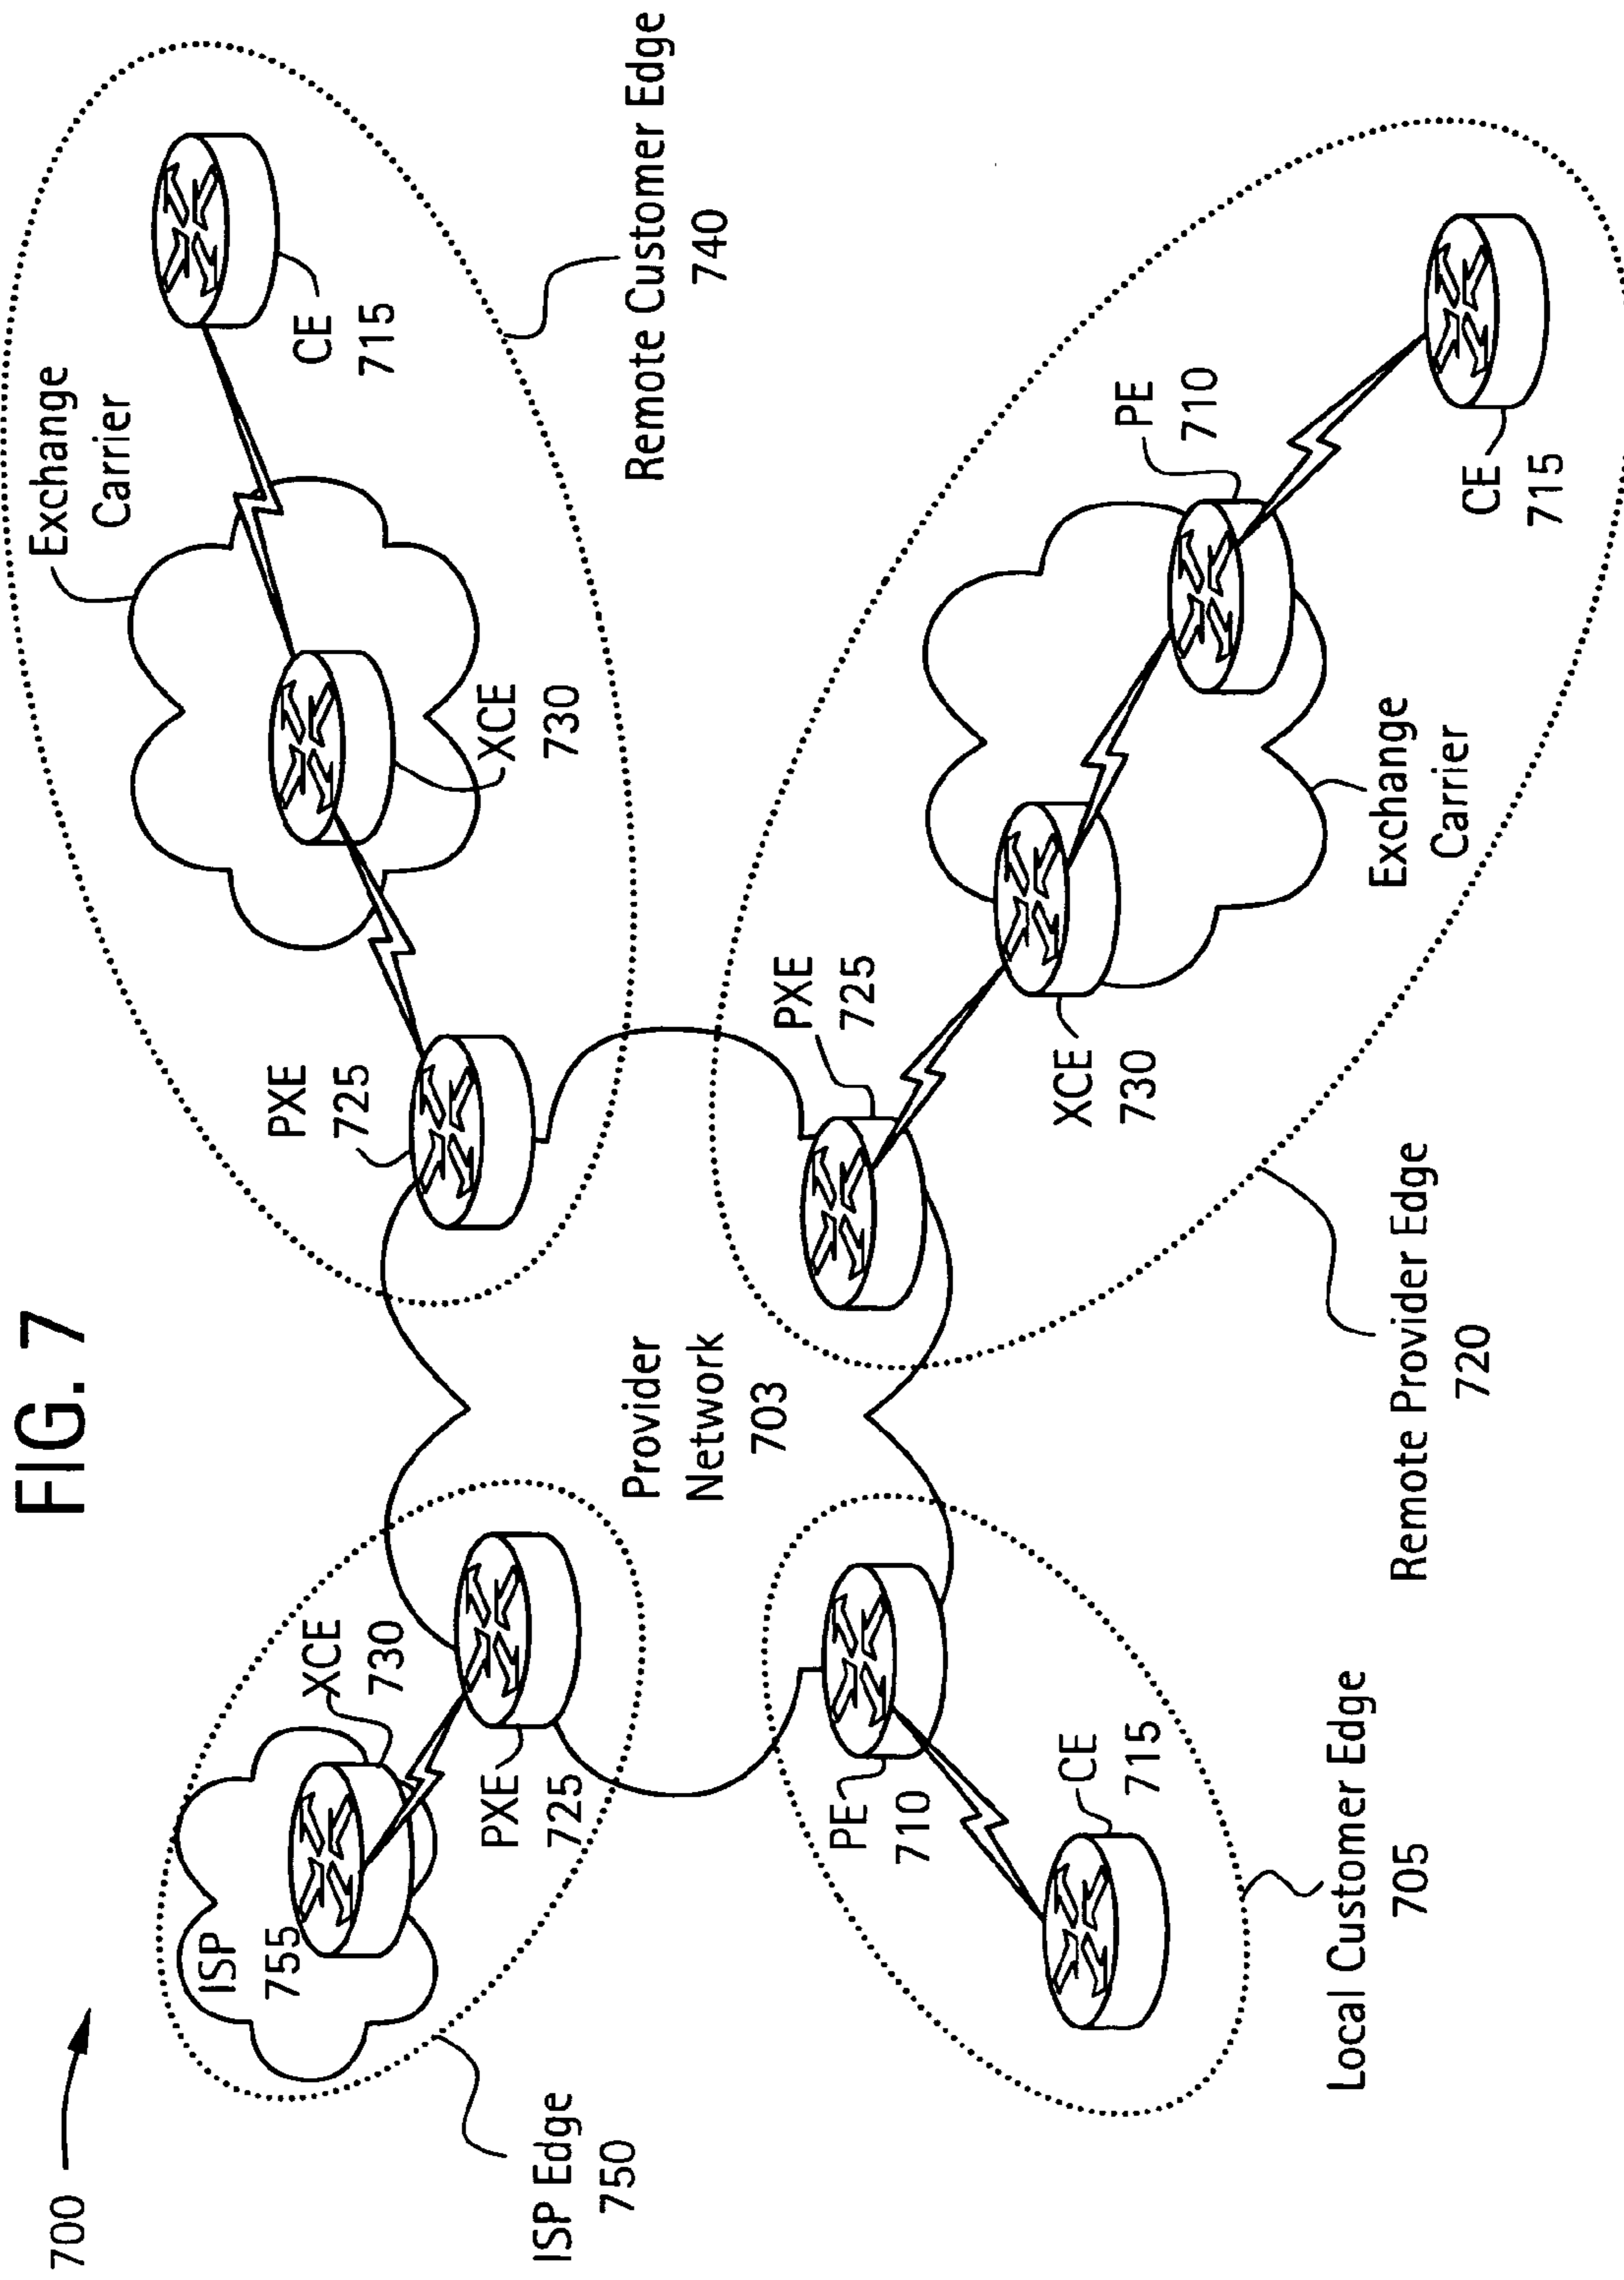 FIG. 7
700
ISP Edge
750
ISP
755
XCE
730
PXE
725
Provider
Network
703
PE
710
CE
715
Local Customer Edge
705
PXE
725
Exchange
Carrier
XCE
730
CE
715
Remote Customer Edge
740
PXE
725
XCE
730
PE
710
CE
715
Exchange
Carrier
Remote Provider Edge
720